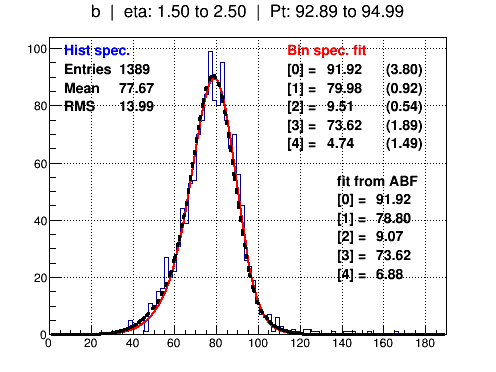 b | eta: 1.50 to 2.50 | Pt: 92.89 to 94.99
Hist spec.
Entries 1389
Mean 77.67
RMS 13.99
Bin spec. fit
[0] = 91.92 (3.80)
[1] = 79.98 (0.92)
[2] = 9.51 (0.54)
[3] = 73.62 (1.89)
[4] = 4.74 (1.49)
fit from ABF
[0] = 91.92
[1] = 78.80
[2] = 9.07
[3] = 73.62
[4] = 6.88
100
80
60
40
20
0
0 20 40 60 80 100 120 140 160 180